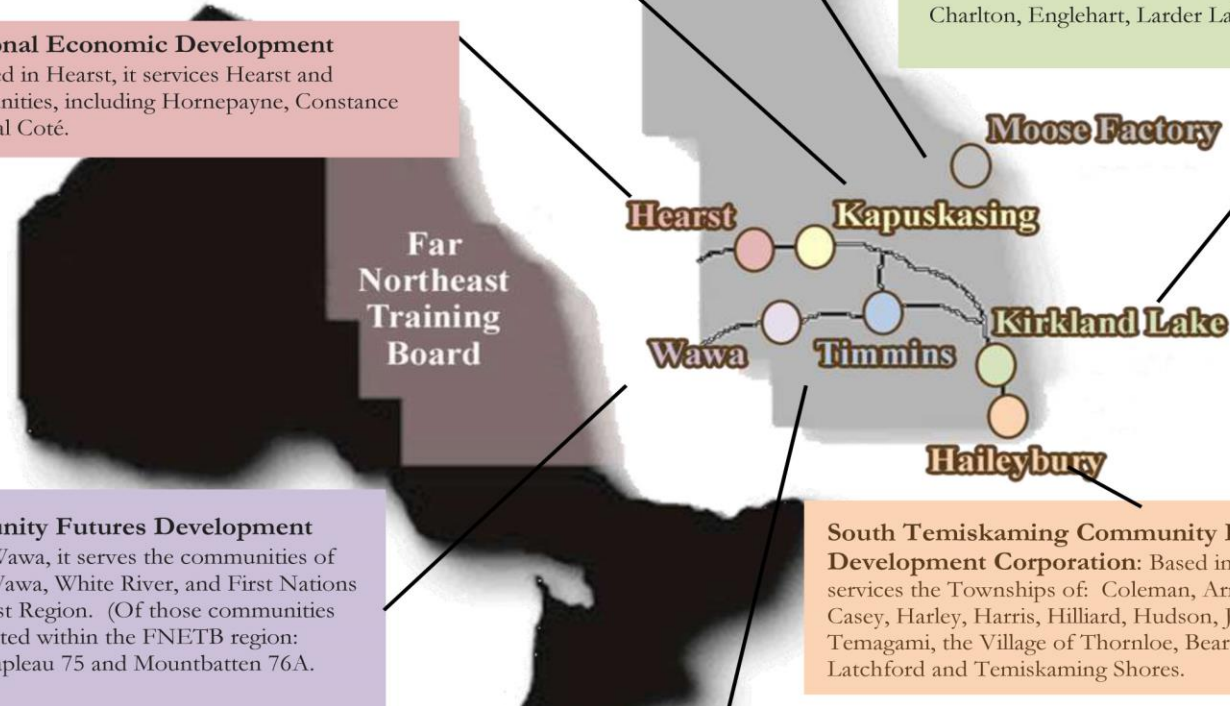 Charlton, Englehart, Larder La
onal Economic Development
ed in Hearst, it services Hearst and
nities, including Hornepayne, Constance
al Coté.
Moose Factory
Hearst
Kapuskasing
Far
Northeast
Training
Board
Kirkland Lake
Wawa
Timmins
Haileybury
unity Futures Development
Wawa, it serves the communities of
Wawa, White River, and First Nations
st Region. (Of those communities
ted within the FNETB region:
apleau 75 and Mountbatten 76A.
South Temiskaming Community
Development Corporation: Based in
services the Townships of: Coleman, Ar
Casey, Harley, Harris, Hilliard, Hudson, J
Temagami, the Village of Thornloe, Bear
Latchford and Temiskaming Shores.